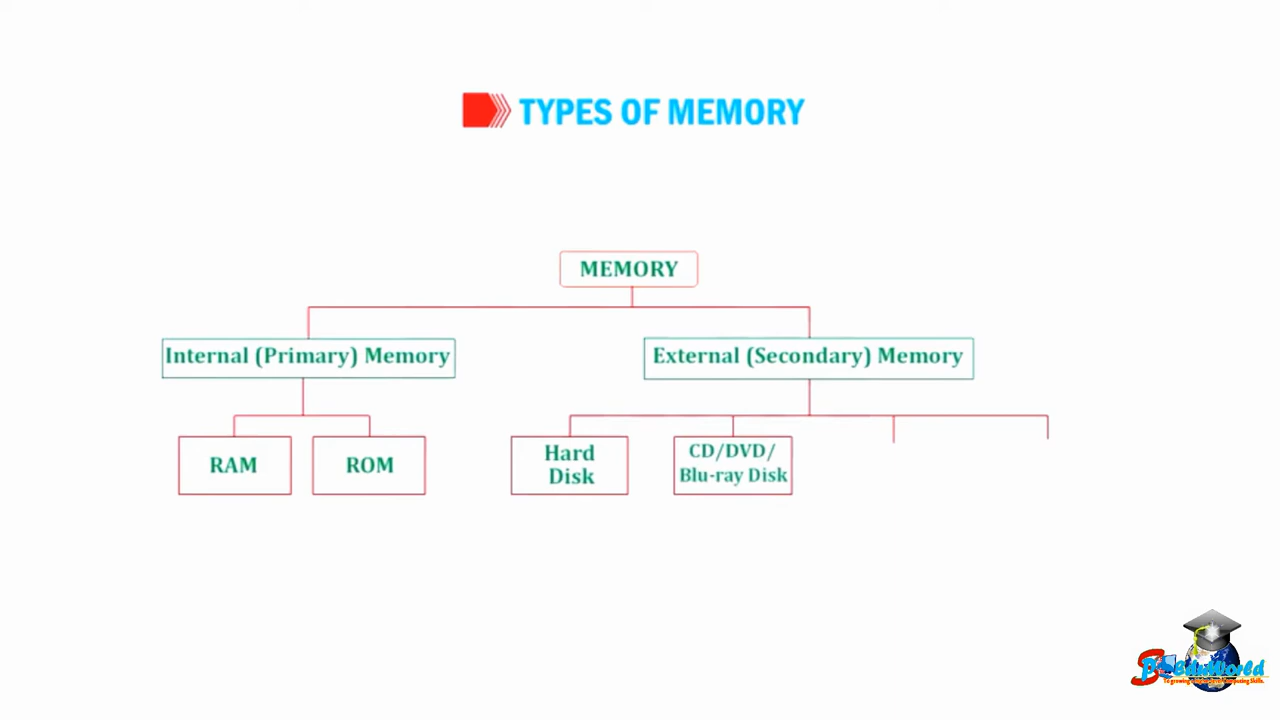 TYPES OF MEMORY
MEMORY
Internal (Primary) Memory
External (Secondary) Memory
RAM
ROM
Hard
Disk
CD/DVD/
Blu-ray Disk
EduWorld